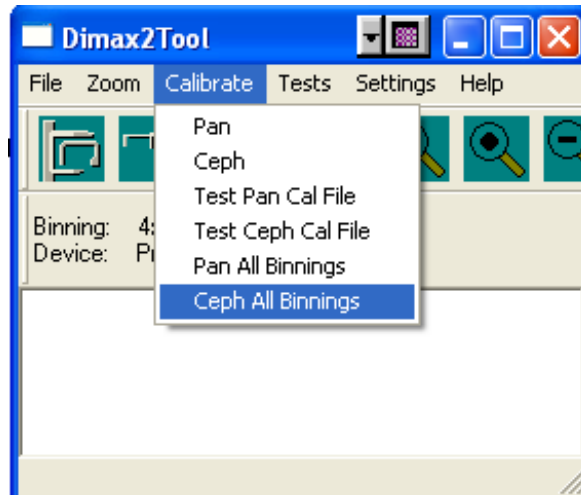 Dimax2Tool
File Zoom Calibrate Tests Settings Help
Pan
Ceph
Test Pan Cal File
Test Ceph Cal File
Pan All Binnings
Ceph All Binnings
Binning: 4:
Device: